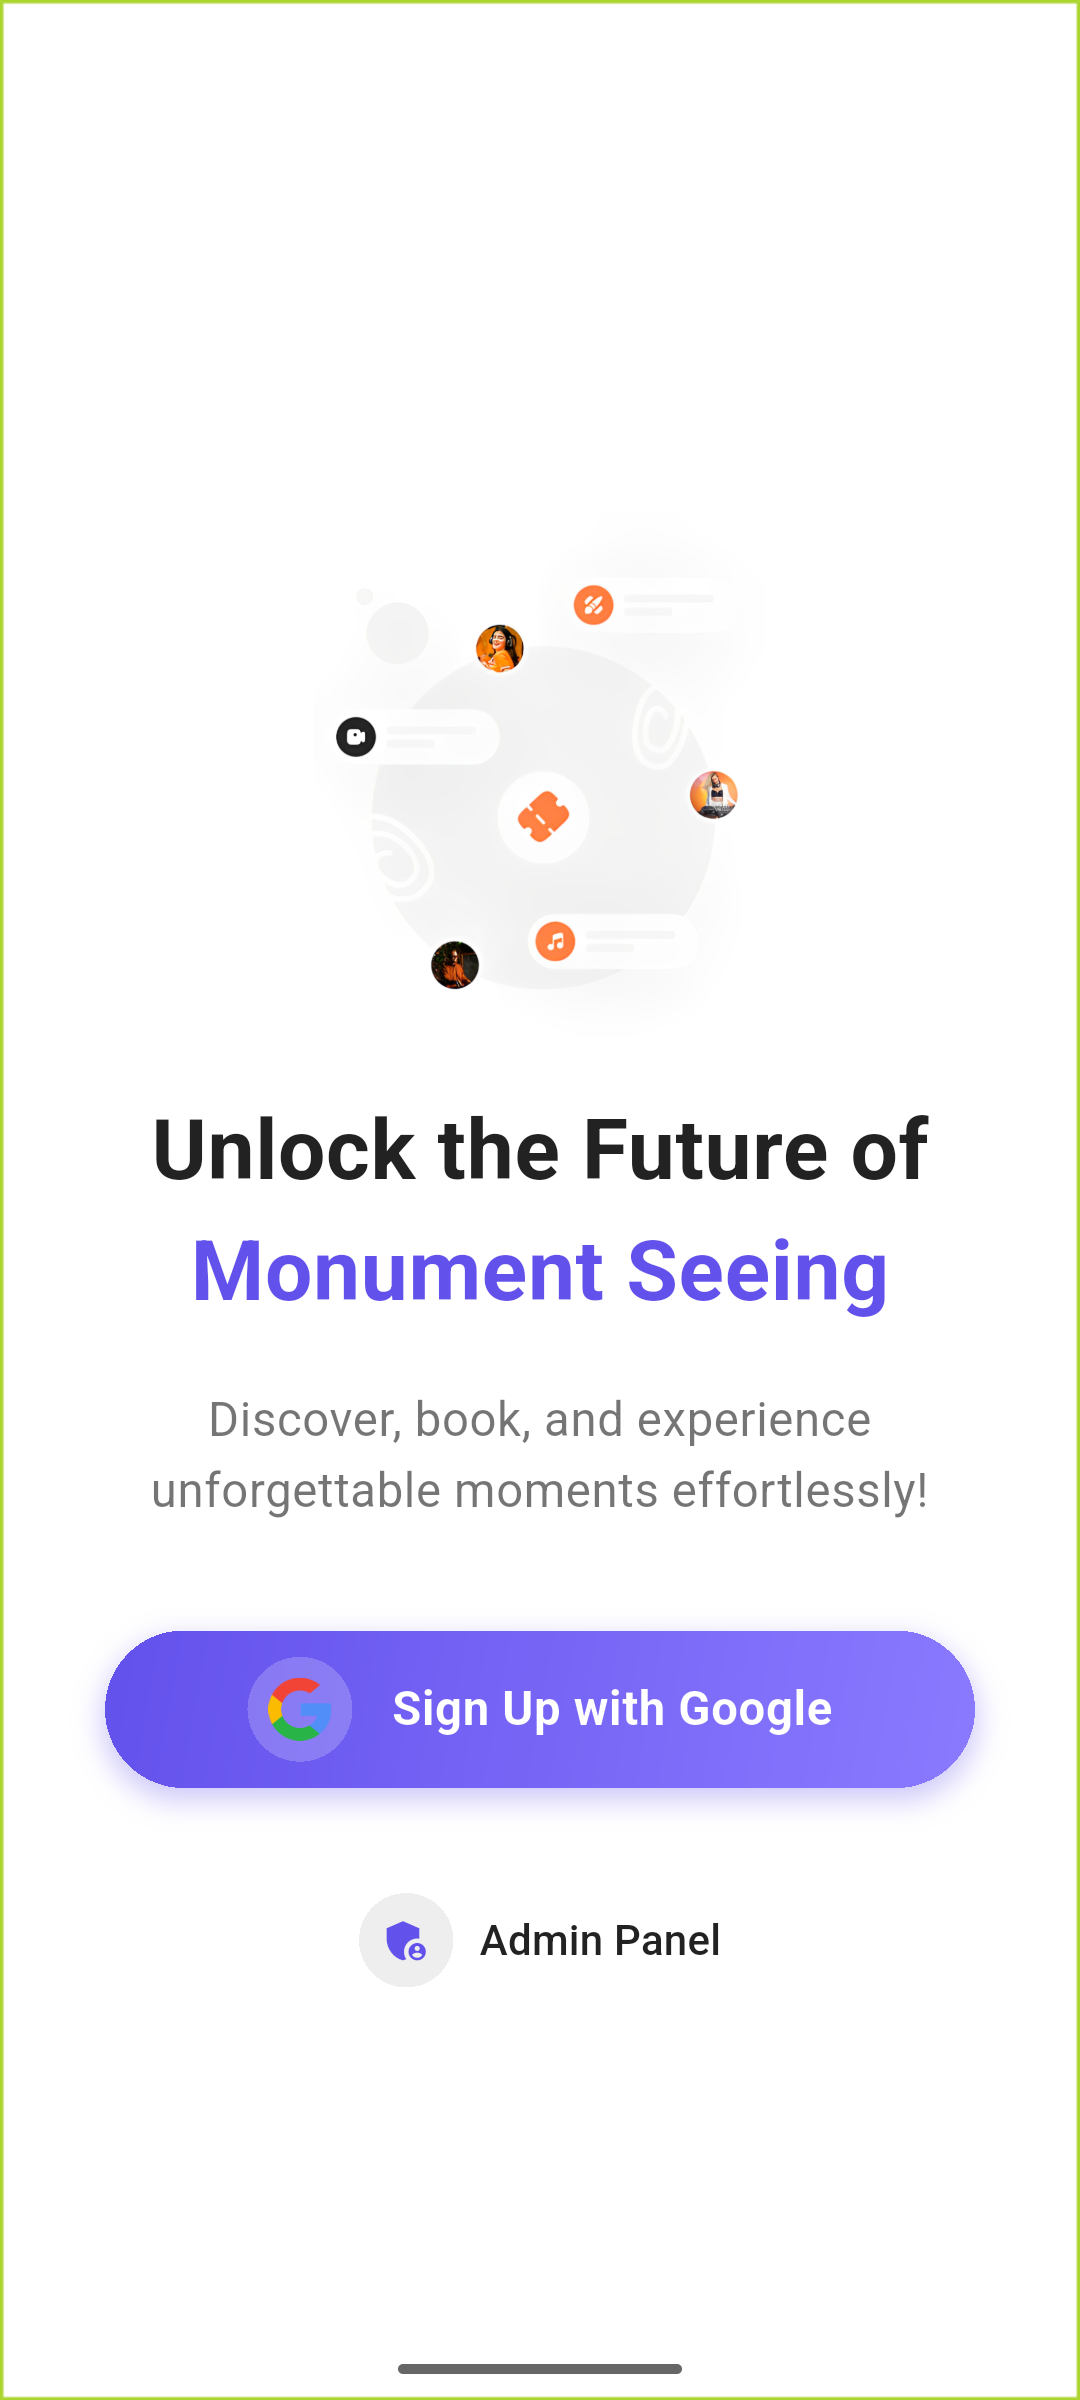 Unlock the Future of
Monument Seeing
Discover, book, and experience
unforgettable moments effortlessly!
Sign Up with Google
Admin Panel